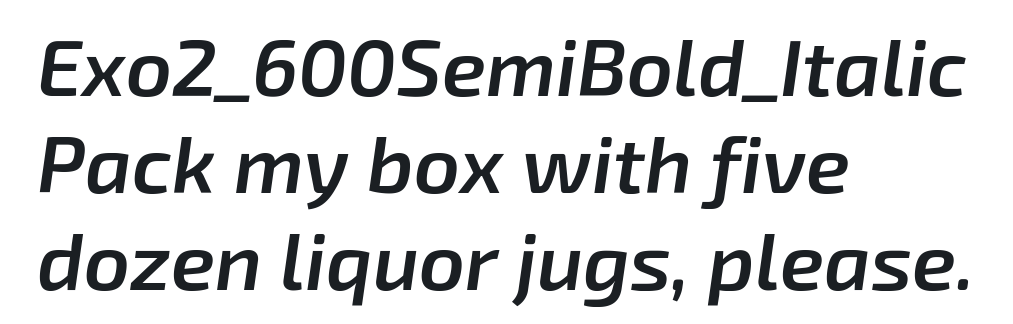 Exo2_600SemiBold_Italic
Pack my box with five
dozen liquor jugs, please.